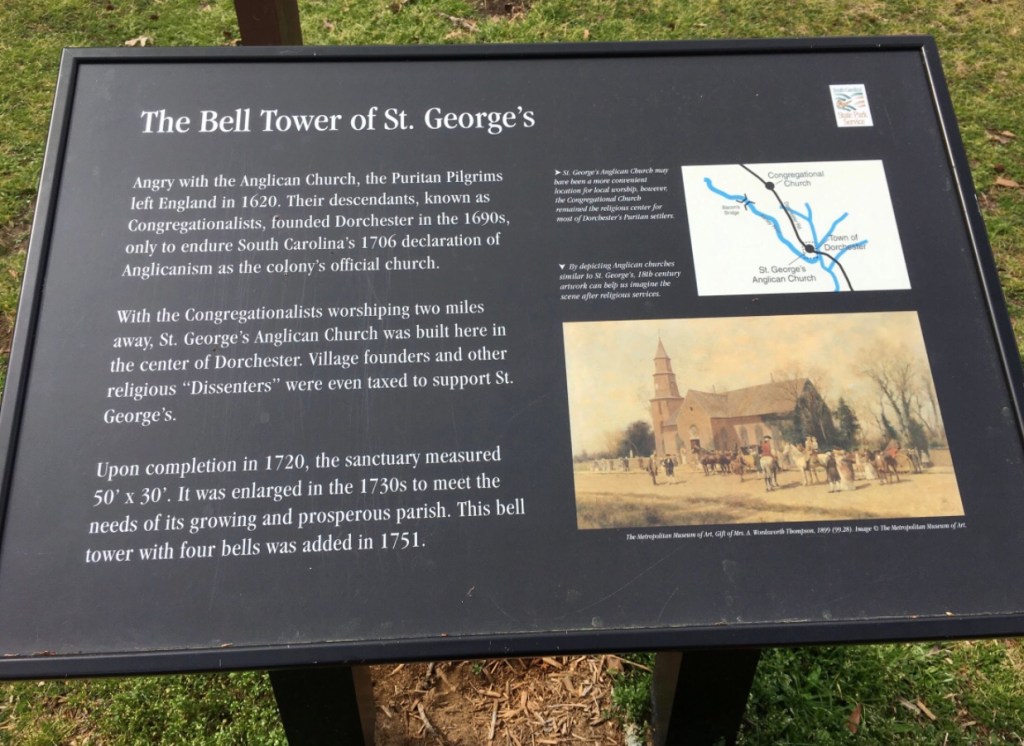 The Bell Tower of St. George's
South Carolina
State Park
Service
Angry with the Anglican Church, the Puritan Pilgrims
left England in 1620. Their descendants, known as
Congregationalists, founded Dorchester in the 1690s,
only to endure South Carolina's 1706 declaration of
Anglicanism as the colony's official church.
With the Congregationalists worshiping two miles
away, St. George's Anglican Church was built here in
the center of Dorchester. Village founders and other
religious “Dissenters” were even taxed to support St.
George's.
Upon completion in 1720, the sanctuary measured
50' x 30'. It was enlarged in the 1730s to meet the
needs of its growing and prosperous parish. This bell
tower with four bells was added in 1751.
➤ St. George's Anglican Church may
have been a more convenient
location for local worship, however,
the Congregational Church
remained the religious center for
most of Dorchester's Puritan settlers.
Congregational
Church
Bacon's
Bridge
Town of
Dorchester
St. George's
Anglican Church
▼ By depicting Anglican churches
similar to St. George's, 18th century
artwork can help us imagine the
scene after religious services.
The Metropolitan Museum of Art, Gift of Mrs. A. Wordsworth Thompson, 1899 (99.28). Image © The Metropolitan Museum of Art.